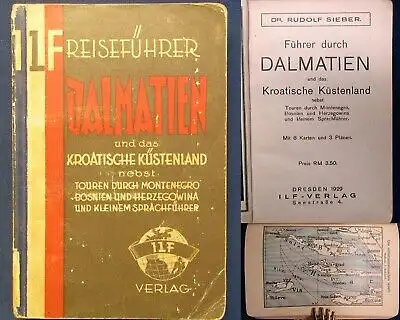 ILF REISEFÜHRER
DALMATIEN
und das
KROATISCHE KÜSTENLAND
nebst
TOUREN DURCH MONTENEGRO
BOSNIEN UND HERZEGOWINA
UND KLEINEM SPRACHFÜHRER
ILF
VERLAG
DR. RUDOLF SIEBER.
Führer durch
DALMATIEN
und das
Kroatische Küstenland
nebst
Touren durch Montenegro,
Bosnien und Herzegowina
und kleinem Sprachführer.
Mit 8 Karten und 3 Plänen.
Preis RM 3.50.
DRESDEN 1929
ILF-VERLAG
Seestraße 4.